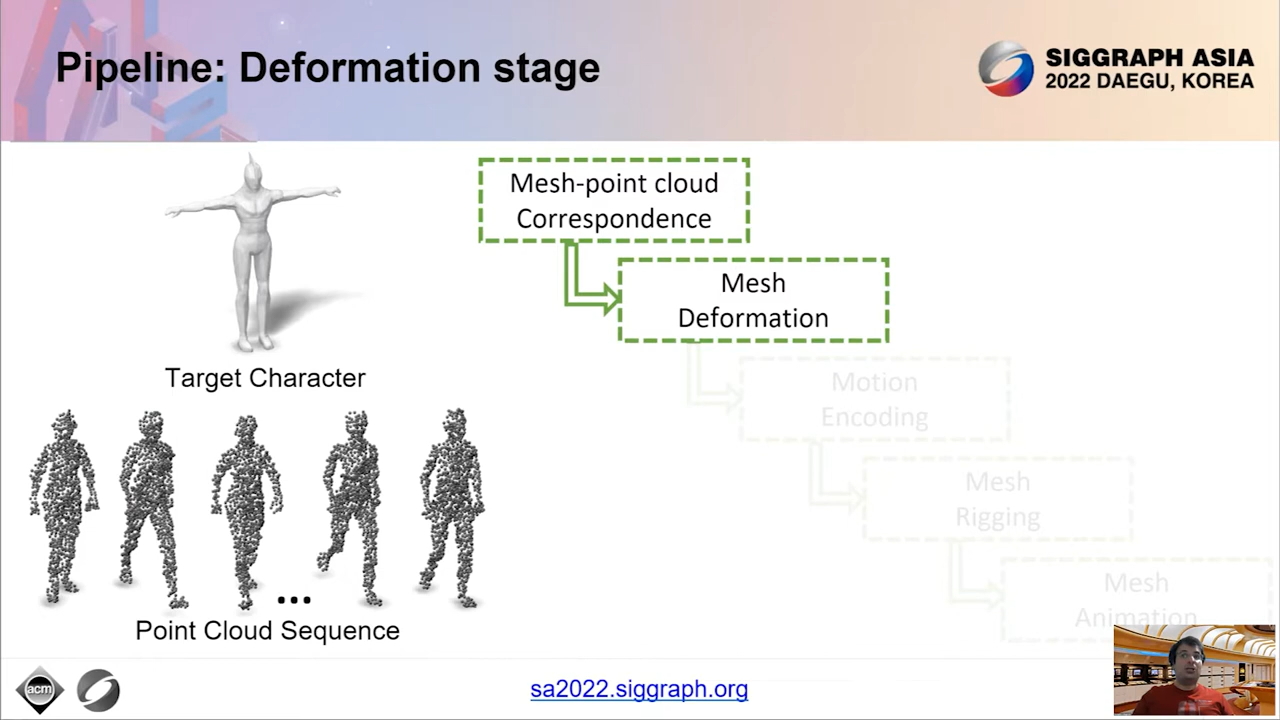 Pipeline: Deformation stage
SIGGRAPH ASIA
2022 DAEGU, KOREA
Mesh-point cloud
Correspondence
Mesh
Deformation
Target Character
Motion
Encoding
Mesh
Rigging
Mesh
Animation
...
Point Cloud Sequence
acm
sa2022.siggraph.org